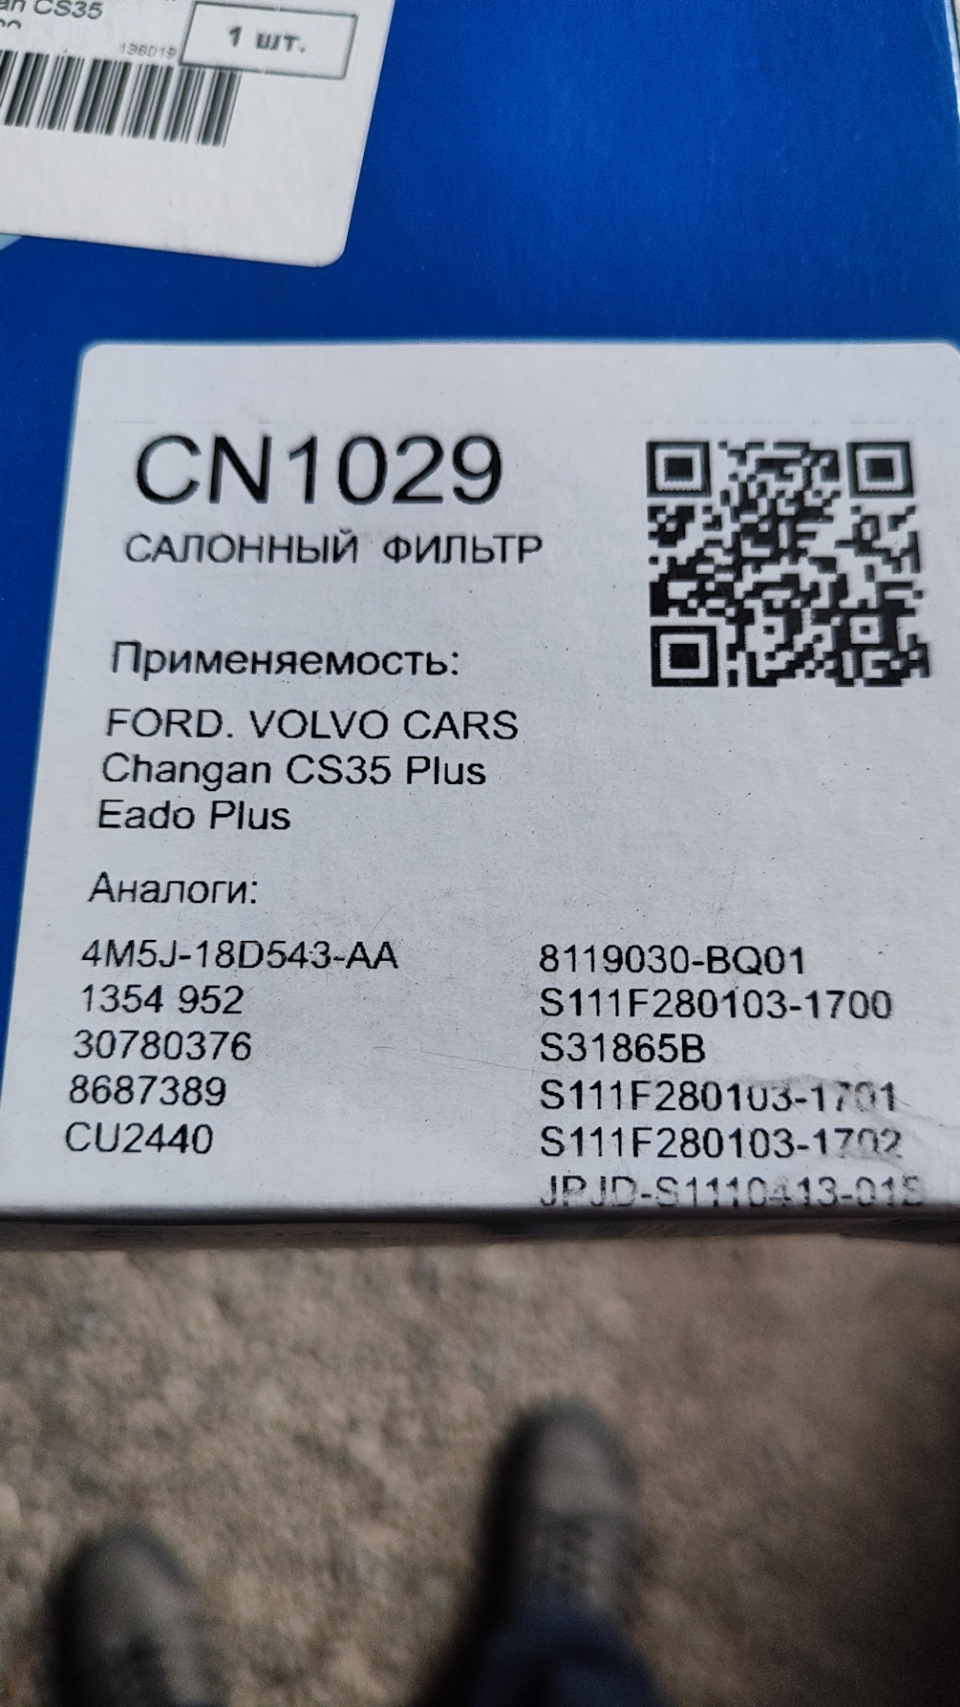 CS35
1 шт.
CN1029
САЛОННЫЙ ФИЛЬТР
Применяемость:
FORD. VOLVO CARS
Changan CS35 Plus
Eado Plus
Аналоги:
4M5J-18D543-AA
1354 952
30780376
8687389
CU2440
8119030-BQ01
S111F280103-1700
S31865B
S111F280103-1701
S111F280103-1702